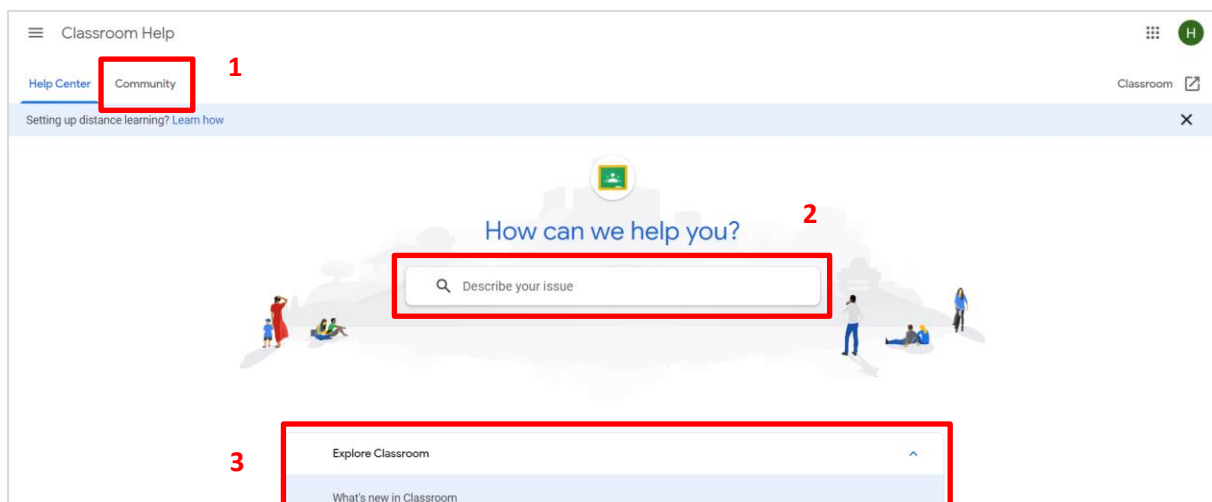 Classroom Help
H
1
Help Center Community
Classroom
Setting up distance learning? Learn how
2
How can we help you?
Describe your issue
3
Explore Classroom
What's new in Classroom